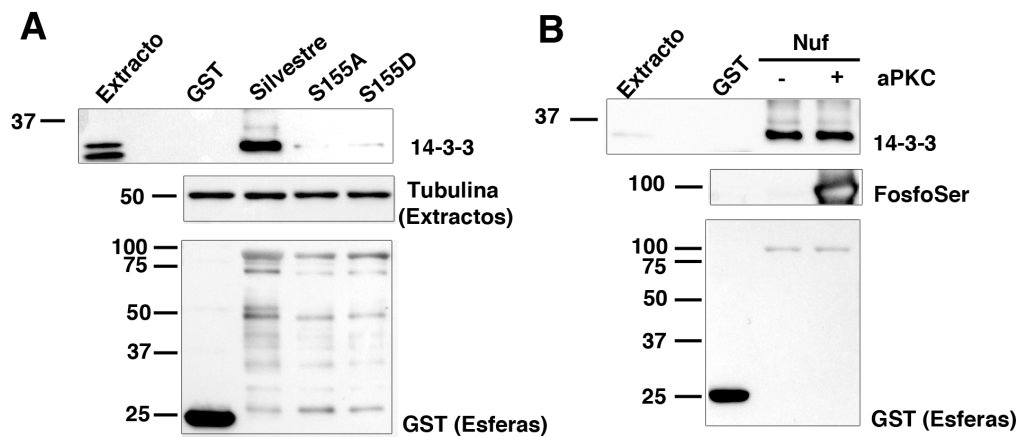 A
Extracto
GST
Silvestre
S155A
S155D
37
14-3-3
50
Tubulina
(Extractos)
100
75
50
37
25
GST (Esferas)
B
Extracto
GST
Nuf
- + aPKC
37
14-3-3
100
FosfoSer
100
75
50
37
25
GST (Esferas)